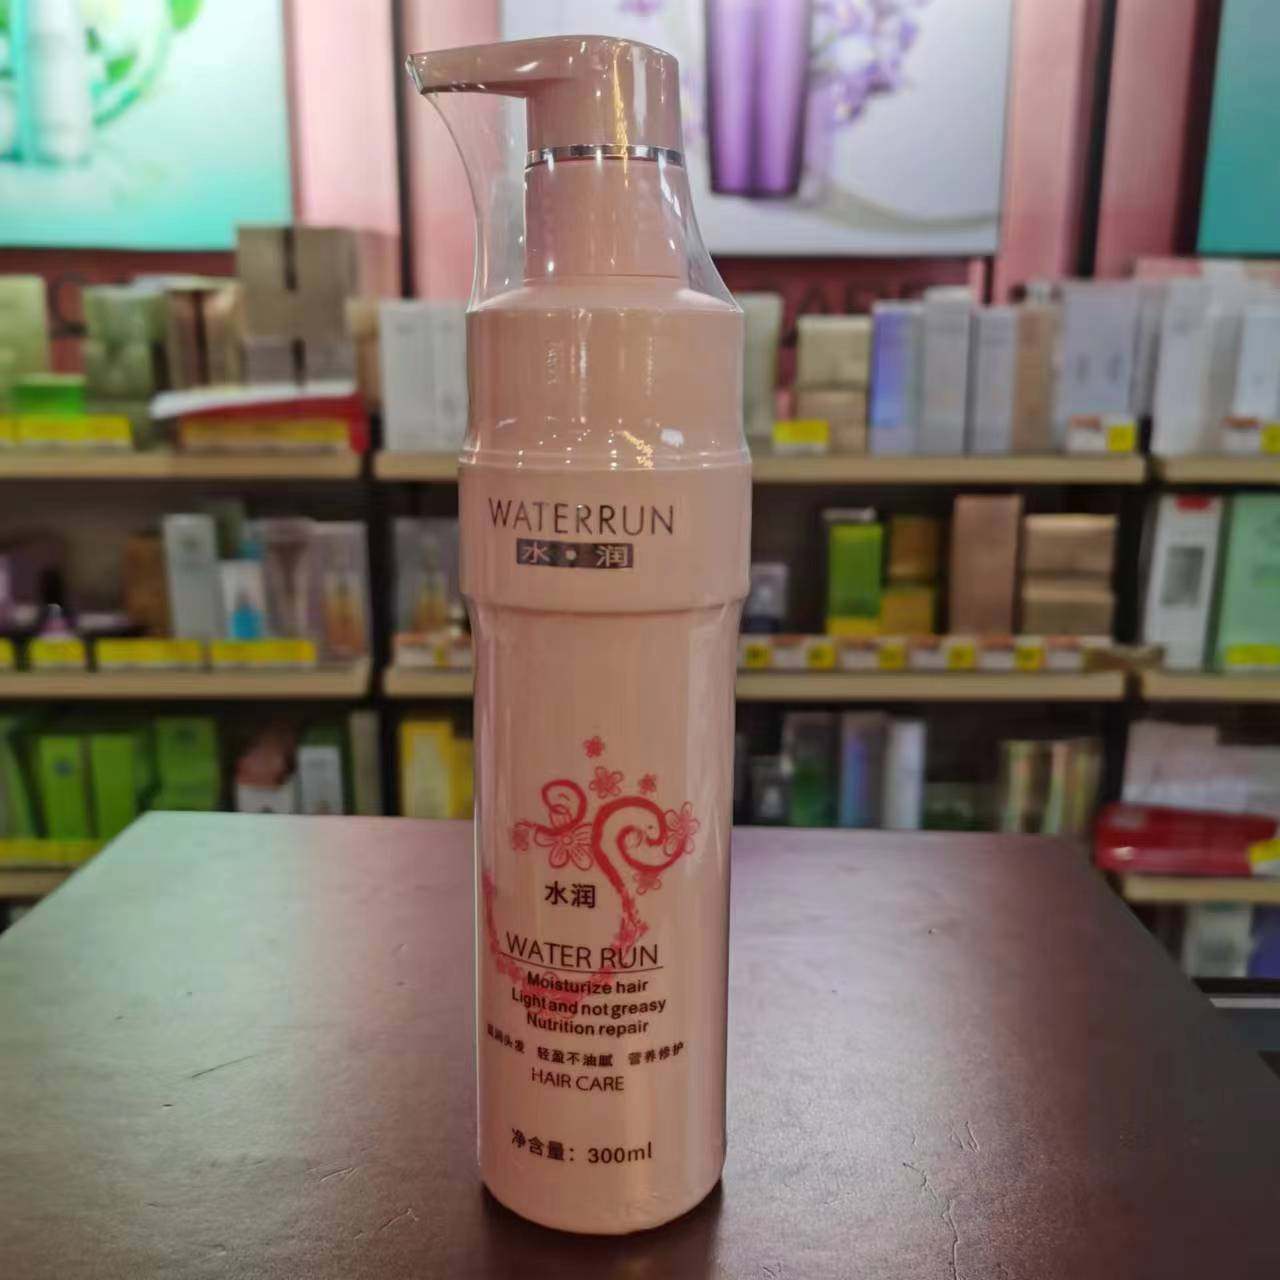 WATERRUN
水·润
水润
WATER RUN
Moisturize hair
Light and not greasy
Nutrition repair
滋润头发 轻盈不油腻 营养修护
HAIR CARE
净含量：300ml